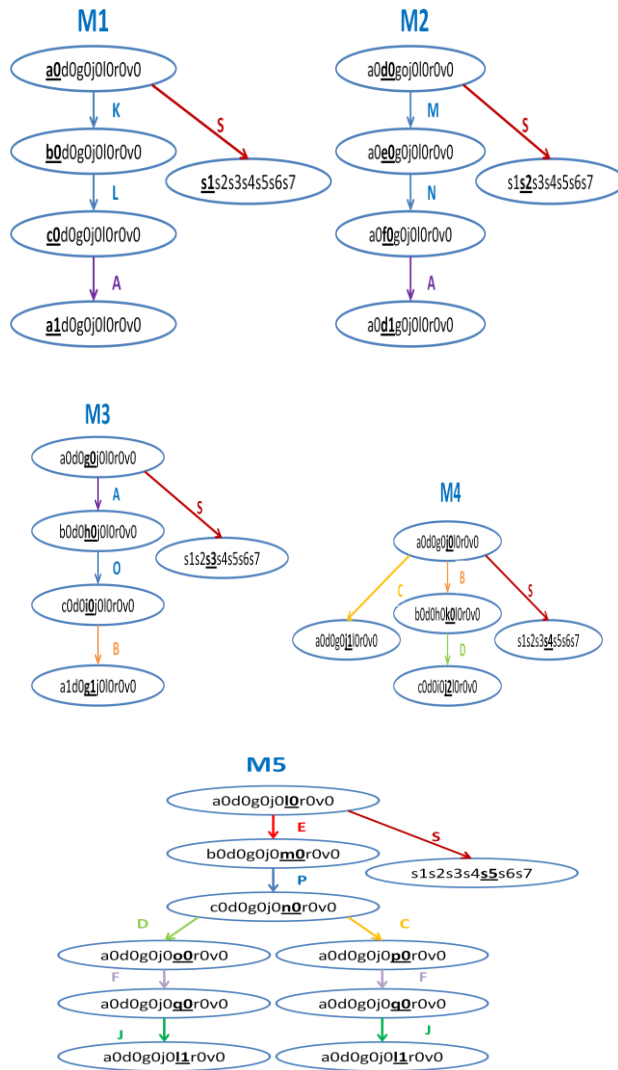 M1
a0d0g0j0l0r0v0
K
S
b0d0g0j0l0r0v0
s1s2s3s4s5s6s7
L
c0d0g0j0l0r0v0
A
a1d0g0j0l0r0v0
M2
a0d0goj0l0r0v0
M
S
a0e0g0j0l0r0v0
s1s2s3s4s5s6s7
N
a0f0g0j0l0r0v0
A
a0d1g0j0l0r0v0
M3
a0d0g0j0l0r0v0
A
S
b0d0h0j0l0r0v0
s1s2s3s4s5s6s7
O
c0d0i0j0l0r0v0
B
a1d0g1j0l0r0v0
M4
a0d0g0j0l0r0v0
C
B
S
b0d0h0k0l0r0v0
a0d0g0j1l0r0v0
s1s2s3s4s5s6s7
D
c0d0i0j2l0r0v0
M5
a0d0g0j0l0r0v0
E
S
b0d0g0j0m0r0v0
s1s2s3s4s5s6s7
P
c0d0g0j0n0r0v0
D
C
a0d0g0j0o0r0v0
a0d0g0j0p0r0v0
F
F
a0d0g0j0q0r0v0
a0d0g0j0q0r0v0
J
J
a0d0g0j0l1r0v0
a0d0g0j0l1r0v0